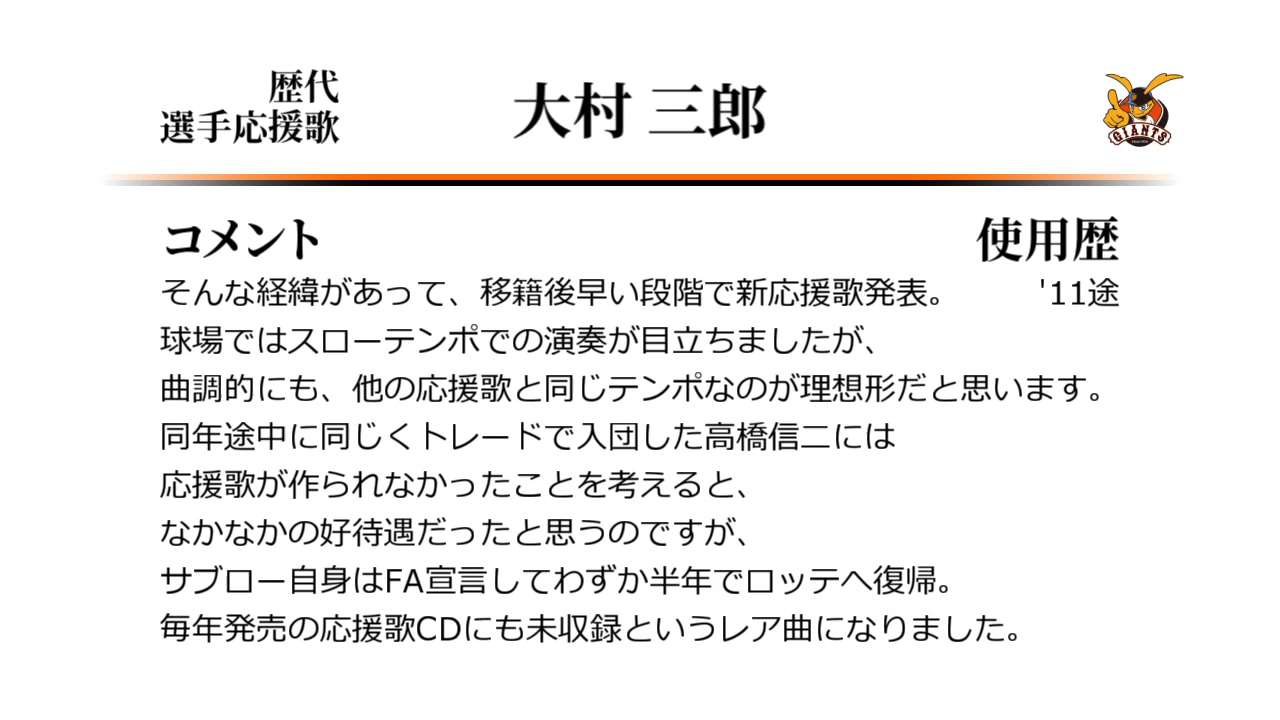 歴代
選手応援歌
大村 三郎
GIANTS
コメント
使用歴
そんな経緯があって、移籍後早い段階で新応援歌発表。
'11途
球場ではスローテンポでの演奏が目立ちましたが、
曲調的にも、他の応援歌と同じテンポなのが理想形だと思います。
同年途中に同じくトレードで入団した高橋信二には
応援歌が作られなかったことを考えると、
なかなかの好待遇だったと思うのですが、
サブロー自身はFA宣言してわずか半年でロッテへ復帰。
毎年発売の応援歌CDにも未収録というレア曲になりました。